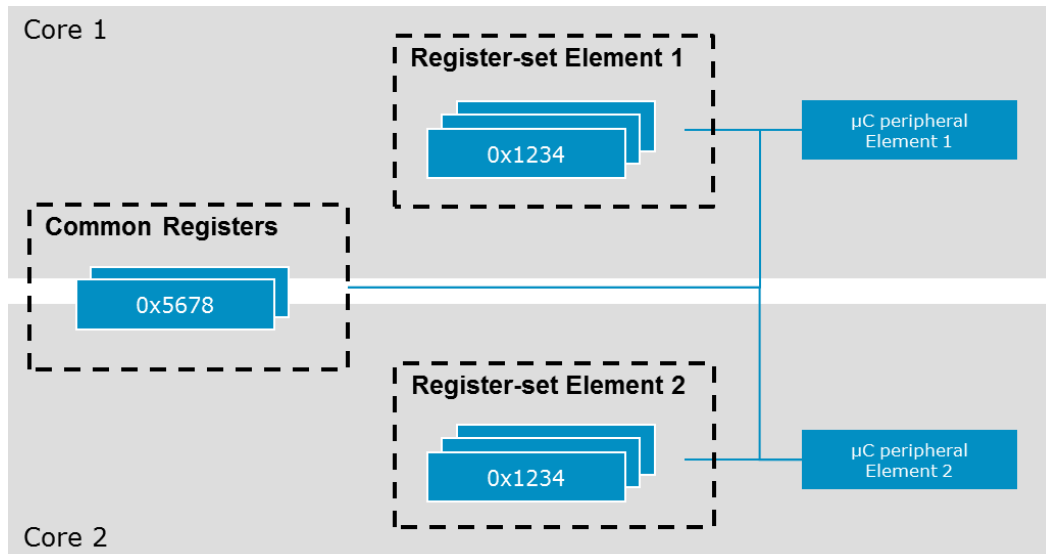 Core 1
Register-set Element 1
0x1234
µC peripheral
Element 1
Common Registers
0x5678
Register-set Element 2
0x1234
µC peripheral
Element 2
Core 2